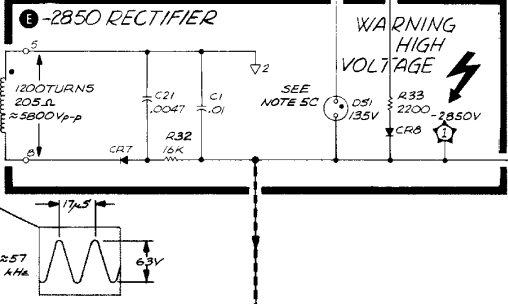 E -2850 RECTIFIER
WARNING
HIGH
VOLTAGE
5
2
1200 TURNS
205Ω
≈5800Vp-p
C21
.0047
C1
.01
SEE
NOTE 5C
DS1
135V
R33
2200
-2850V
1
CR8
R32
16K
CR7
8
17µS
≈57
kHz
63V